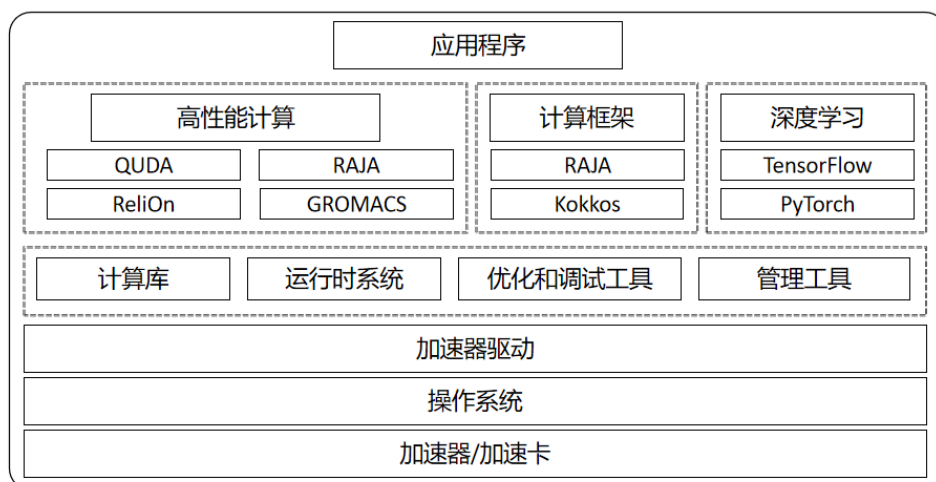 应用程序
高性能计算 计算框架 深度学习
QUDA RAJA RAJA TensorFlow
ReliOn GROMACS Kokkos PyTorch
计算库 运行时系统 优化和调试工具 管理工具
加速器驱动
操作系统
加速器/加速卡